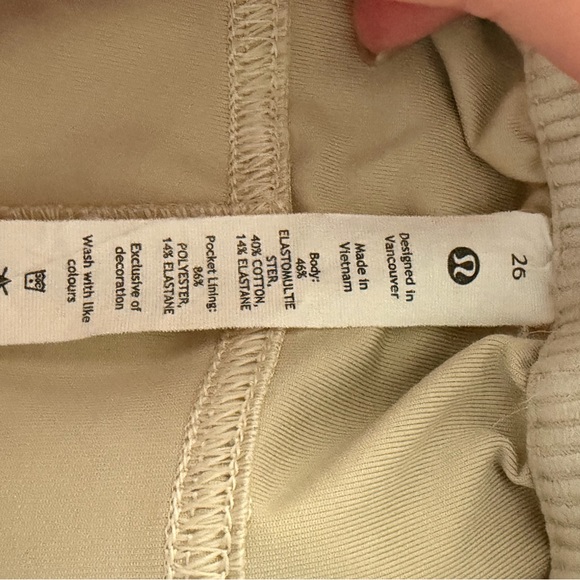 26
Designed in
Vancouver
Made in
Vietnam
Body:
46%
ELASTOMULTIE
STER,
40% COTTON,
14% ELASTANE
Pocket Lining:
86%
POLYESTER,
14% ELASTANE
Exclusive of
decoration
Wash with like
colours